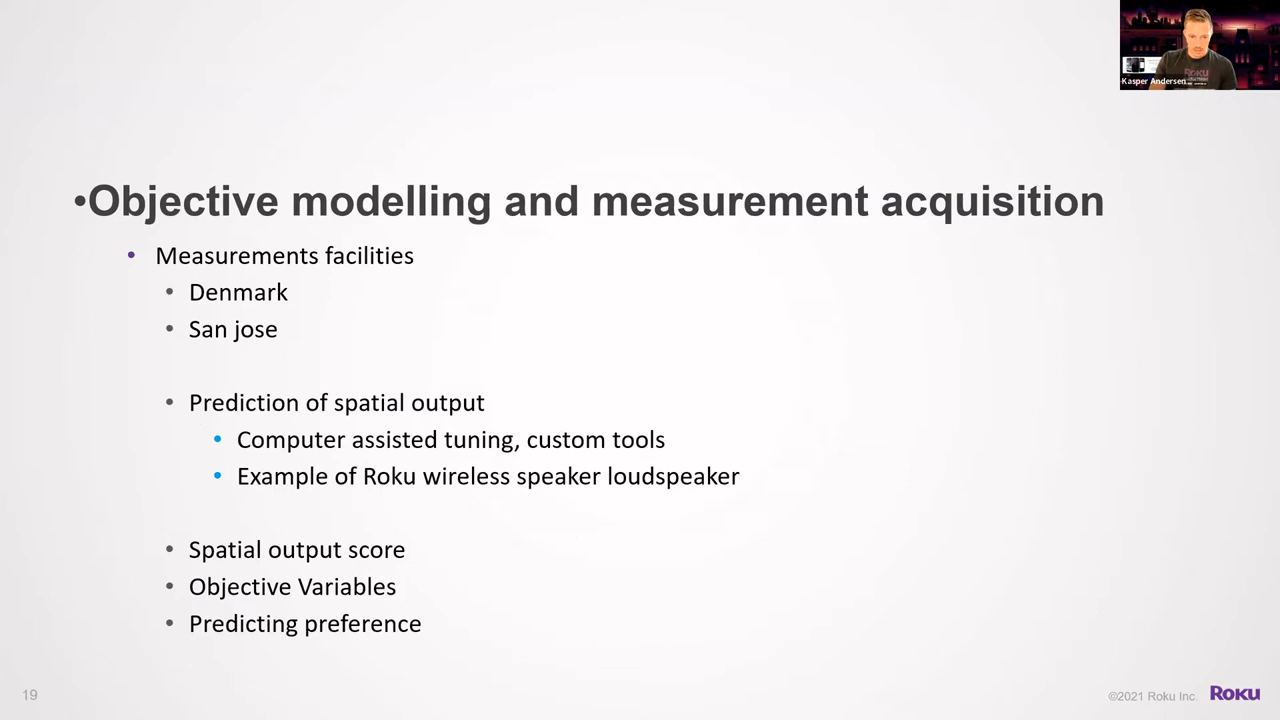 •Objective modelling and measurement acquisition
• Measurements facilities
• Denmark
• San jose
• Prediction of spatial output
• Computer assisted tuning, custom tools
• Example of Roku wireless speaker loudspeaker
• Spatial output score
• Objective Variables
• Predicting preference
19
©2021 Roku Inc. Roku
Roku
Kasper Andersen